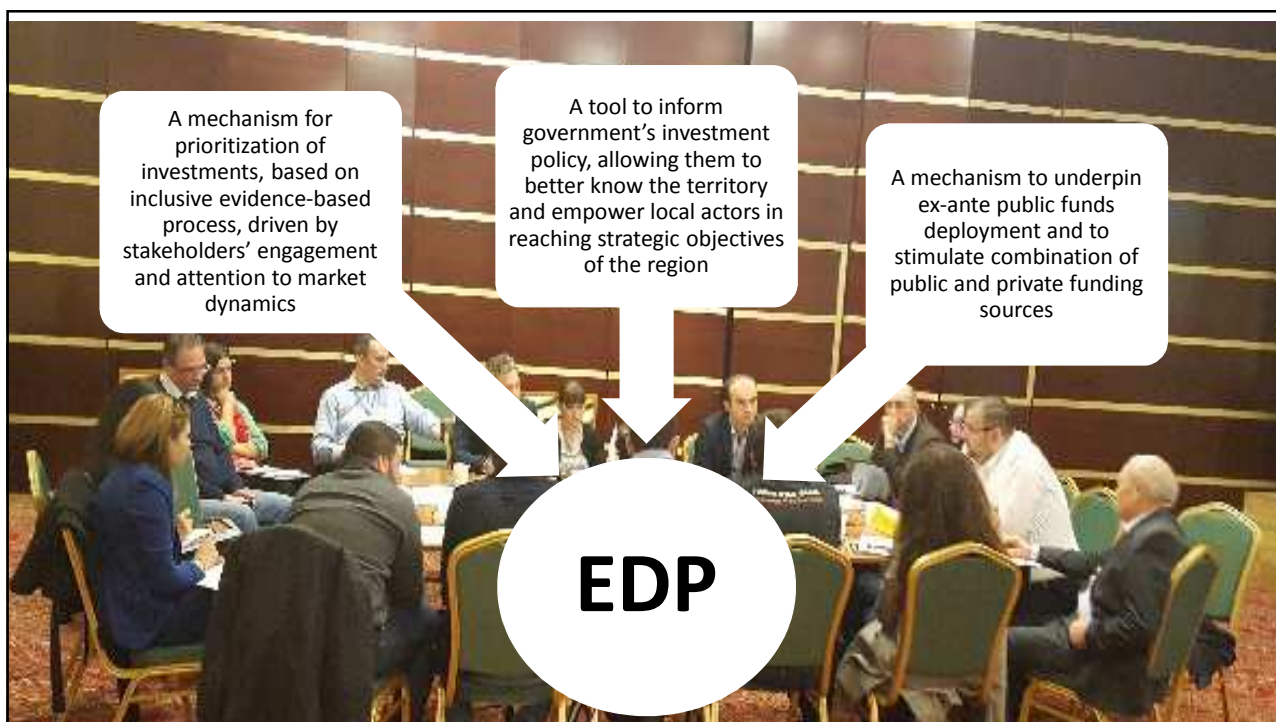 A mechanism for
prioritization of
investments, based on
inclusive evidence-based
process, driven by
stakeholders’ engagement
and attention to market
dynamics
A tool to inform
government’s investment
policy, allowing them to
better know the territory
and empower local actors in
reaching strategic objectives
of the region
A mechanism to underpin
ex-ante public funds
deployment and to
stimulate combination of
public and private funding
sources
EDP